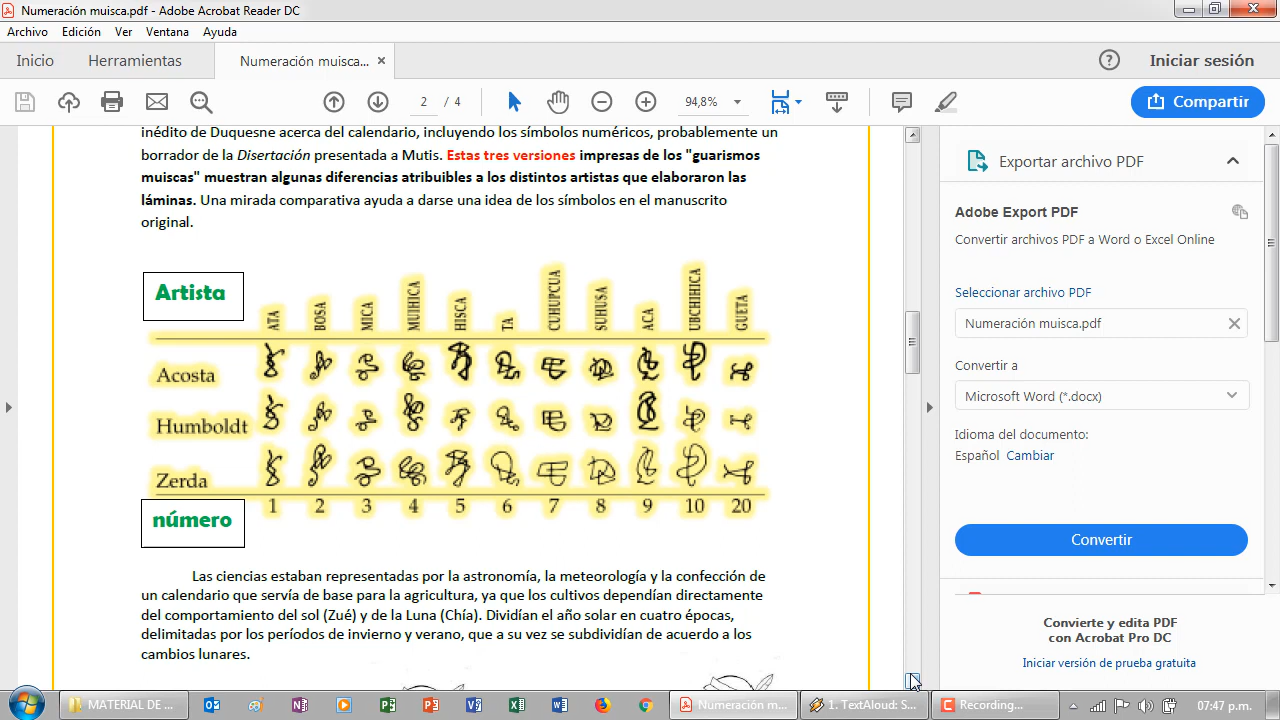 Numeración muisca.pdf - Adobe Acrobat Reader DC
Archivo Edición Ver Ventana Ayuda
Inicio Herramientas Numeración muisca... × Iniciar sesión
2 / 4 94,8% Compartir
inédito de Duquesne acerca del calendario, incluyendo los símbolos numéricos, probablemente un
borrador de la Disertación presentada a Mutis. Estas tres versiones impresas de los "guarismos
muiscas" muestran algunas diferencias atribuibles a los distintos artistas que elaboraron las
láminas. Una mirada comparativa ayuda a darse una idea de los símbolos en el manuscrito
original.
Artista
ATA BOSA MICA MUIHICA HISCA TA CUHUPCUA SUHUSA ACA UBCHIHICA GUETA
Acosta
Humboldt
Zerda
número
1 2 3 4 5 6 7 8 9 10 20
Las ciencias estaban representadas por la astronomía, la meteorología y la confección de
un calendario que servía de base para la agricultura, ya que los cultivos dependían directamente
del comportamiento del sol (Zué) y de la Luna (Chía). Dividían el año solar en cuatro épocas,
delimitadas por los períodos de invierno y verano, que a su vez se subdividían de acuerdo a los
cambios lunares.
Exportar archivo PDF
Adobe Export PDF
Convertir archivos PDF a Word o Excel Online
Seleccionar archivo PDF
Numeración muisca.pdf
Convertir a
Microsoft Word (*.docx)
Idioma del documento:
Español Cambiar
Convertir
Convierte y edita PDF
con Acrobat Pro DC
Iniciar versión de prueba gratuita
MATERIAL DE ... Numeración m... 1. TextAloud: S... Recording... 07:47 p.m.